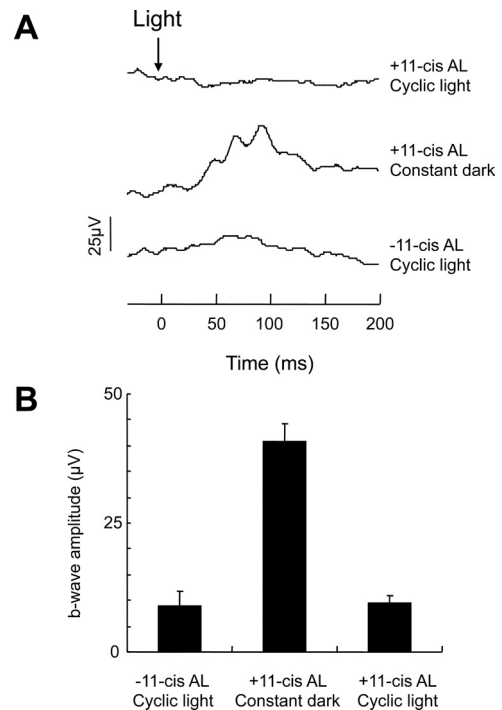 A
Light
+11-cis AL
Cyclic light
+11-cis AL
Constant dark
25µV
-11-cis AL
Cyclic light
0 50 100 150 200
Time (ms)
B
50
25
0
b-wave amplitude (µV)
-11-cis AL +11-cis AL +11-cis AL
Cyclic light Constant dark Cyclic light